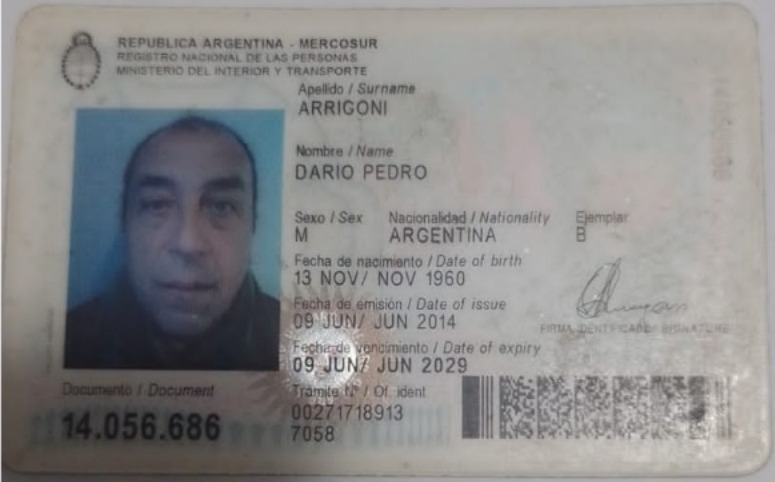 REPUBLICA ARGENTINA - MERCOSUR
REGISTRO NACIONAL DE LAS PERSONAS
MINISTERIO DEL INTERIOR Y TRANSPORTE
Apellido / Surname
ARRIGONI
Nombre / Name
DARIO PEDRO
Sexo / Sex Nacionalidad / Nationality Ejemplar
M ARGENTINA B
Fecha de nacimiento / Date of birth
13 NOV/ NOV 1960
Fecha de emisión / Date of issue
09 JUN/ JUN 2014
FIRMA IDENTIFICADO / SIGNATURE
Fecha de vencimiento / Date of expiry
09 JUN/ JUN 2029
Documento / Document
14.056.686
Trámite Nº / Of. ident
00271718913
7058